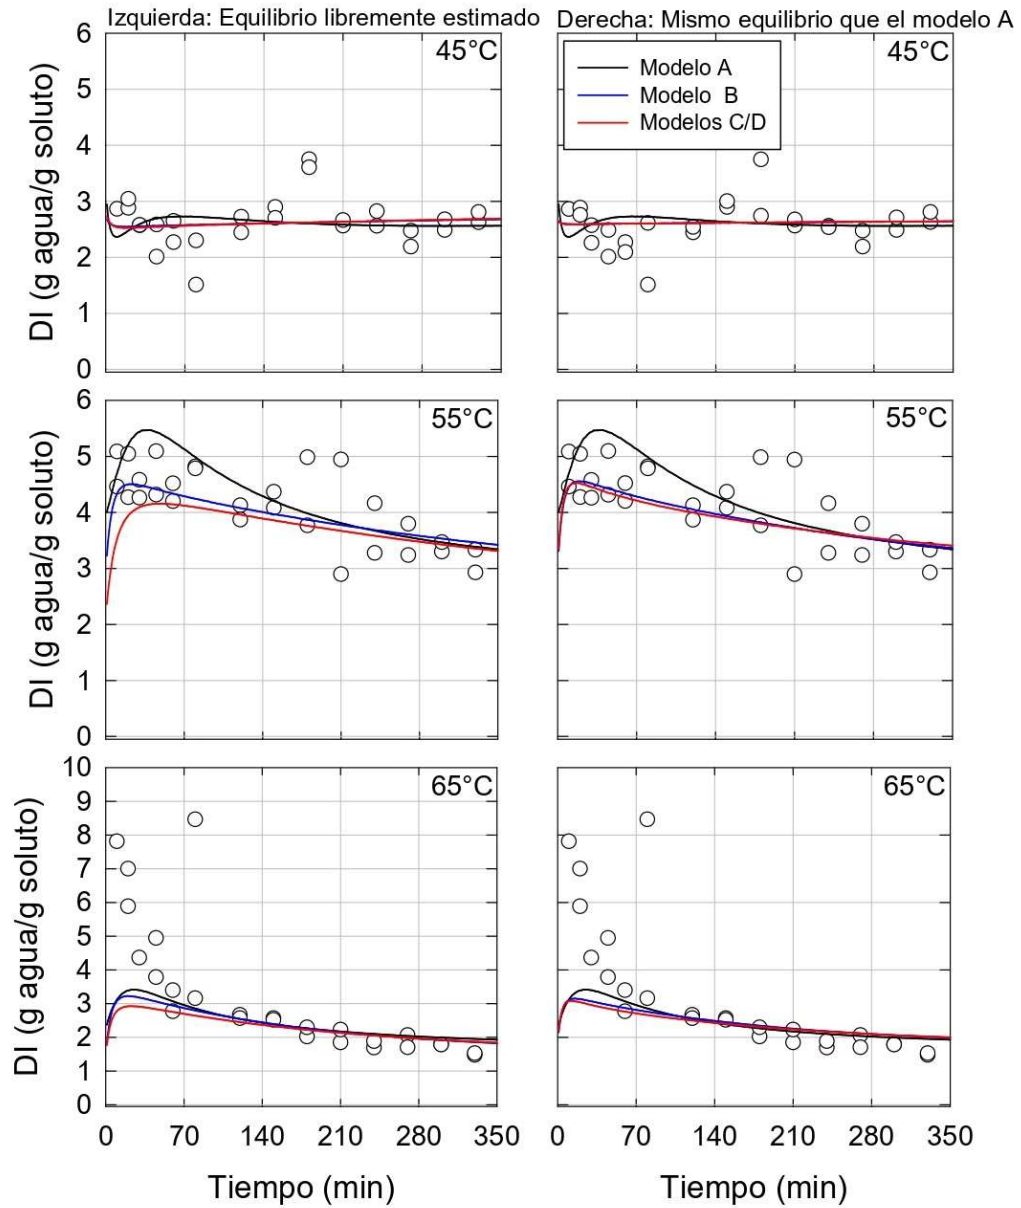 Izquierda: Equilibrio libremente estimado Derecha: Mismo equilibrio que el modelo A
6 45°C 45°C
5 Modelo A
4 Modelo B
3 Modelos C/D
2
1
0
DI (g agua/g soluto)
6 55°C 55°C
5
4
3
2
1
0
DI (g agua/g soluto)
10 65°C 65°C
9
8
7
6
5
4
3
2
1
0
DI (g agua/g soluto)
0 70 140 210 280 350 0 70 140 210 280 350
Tiempo (min) Tiempo (min)